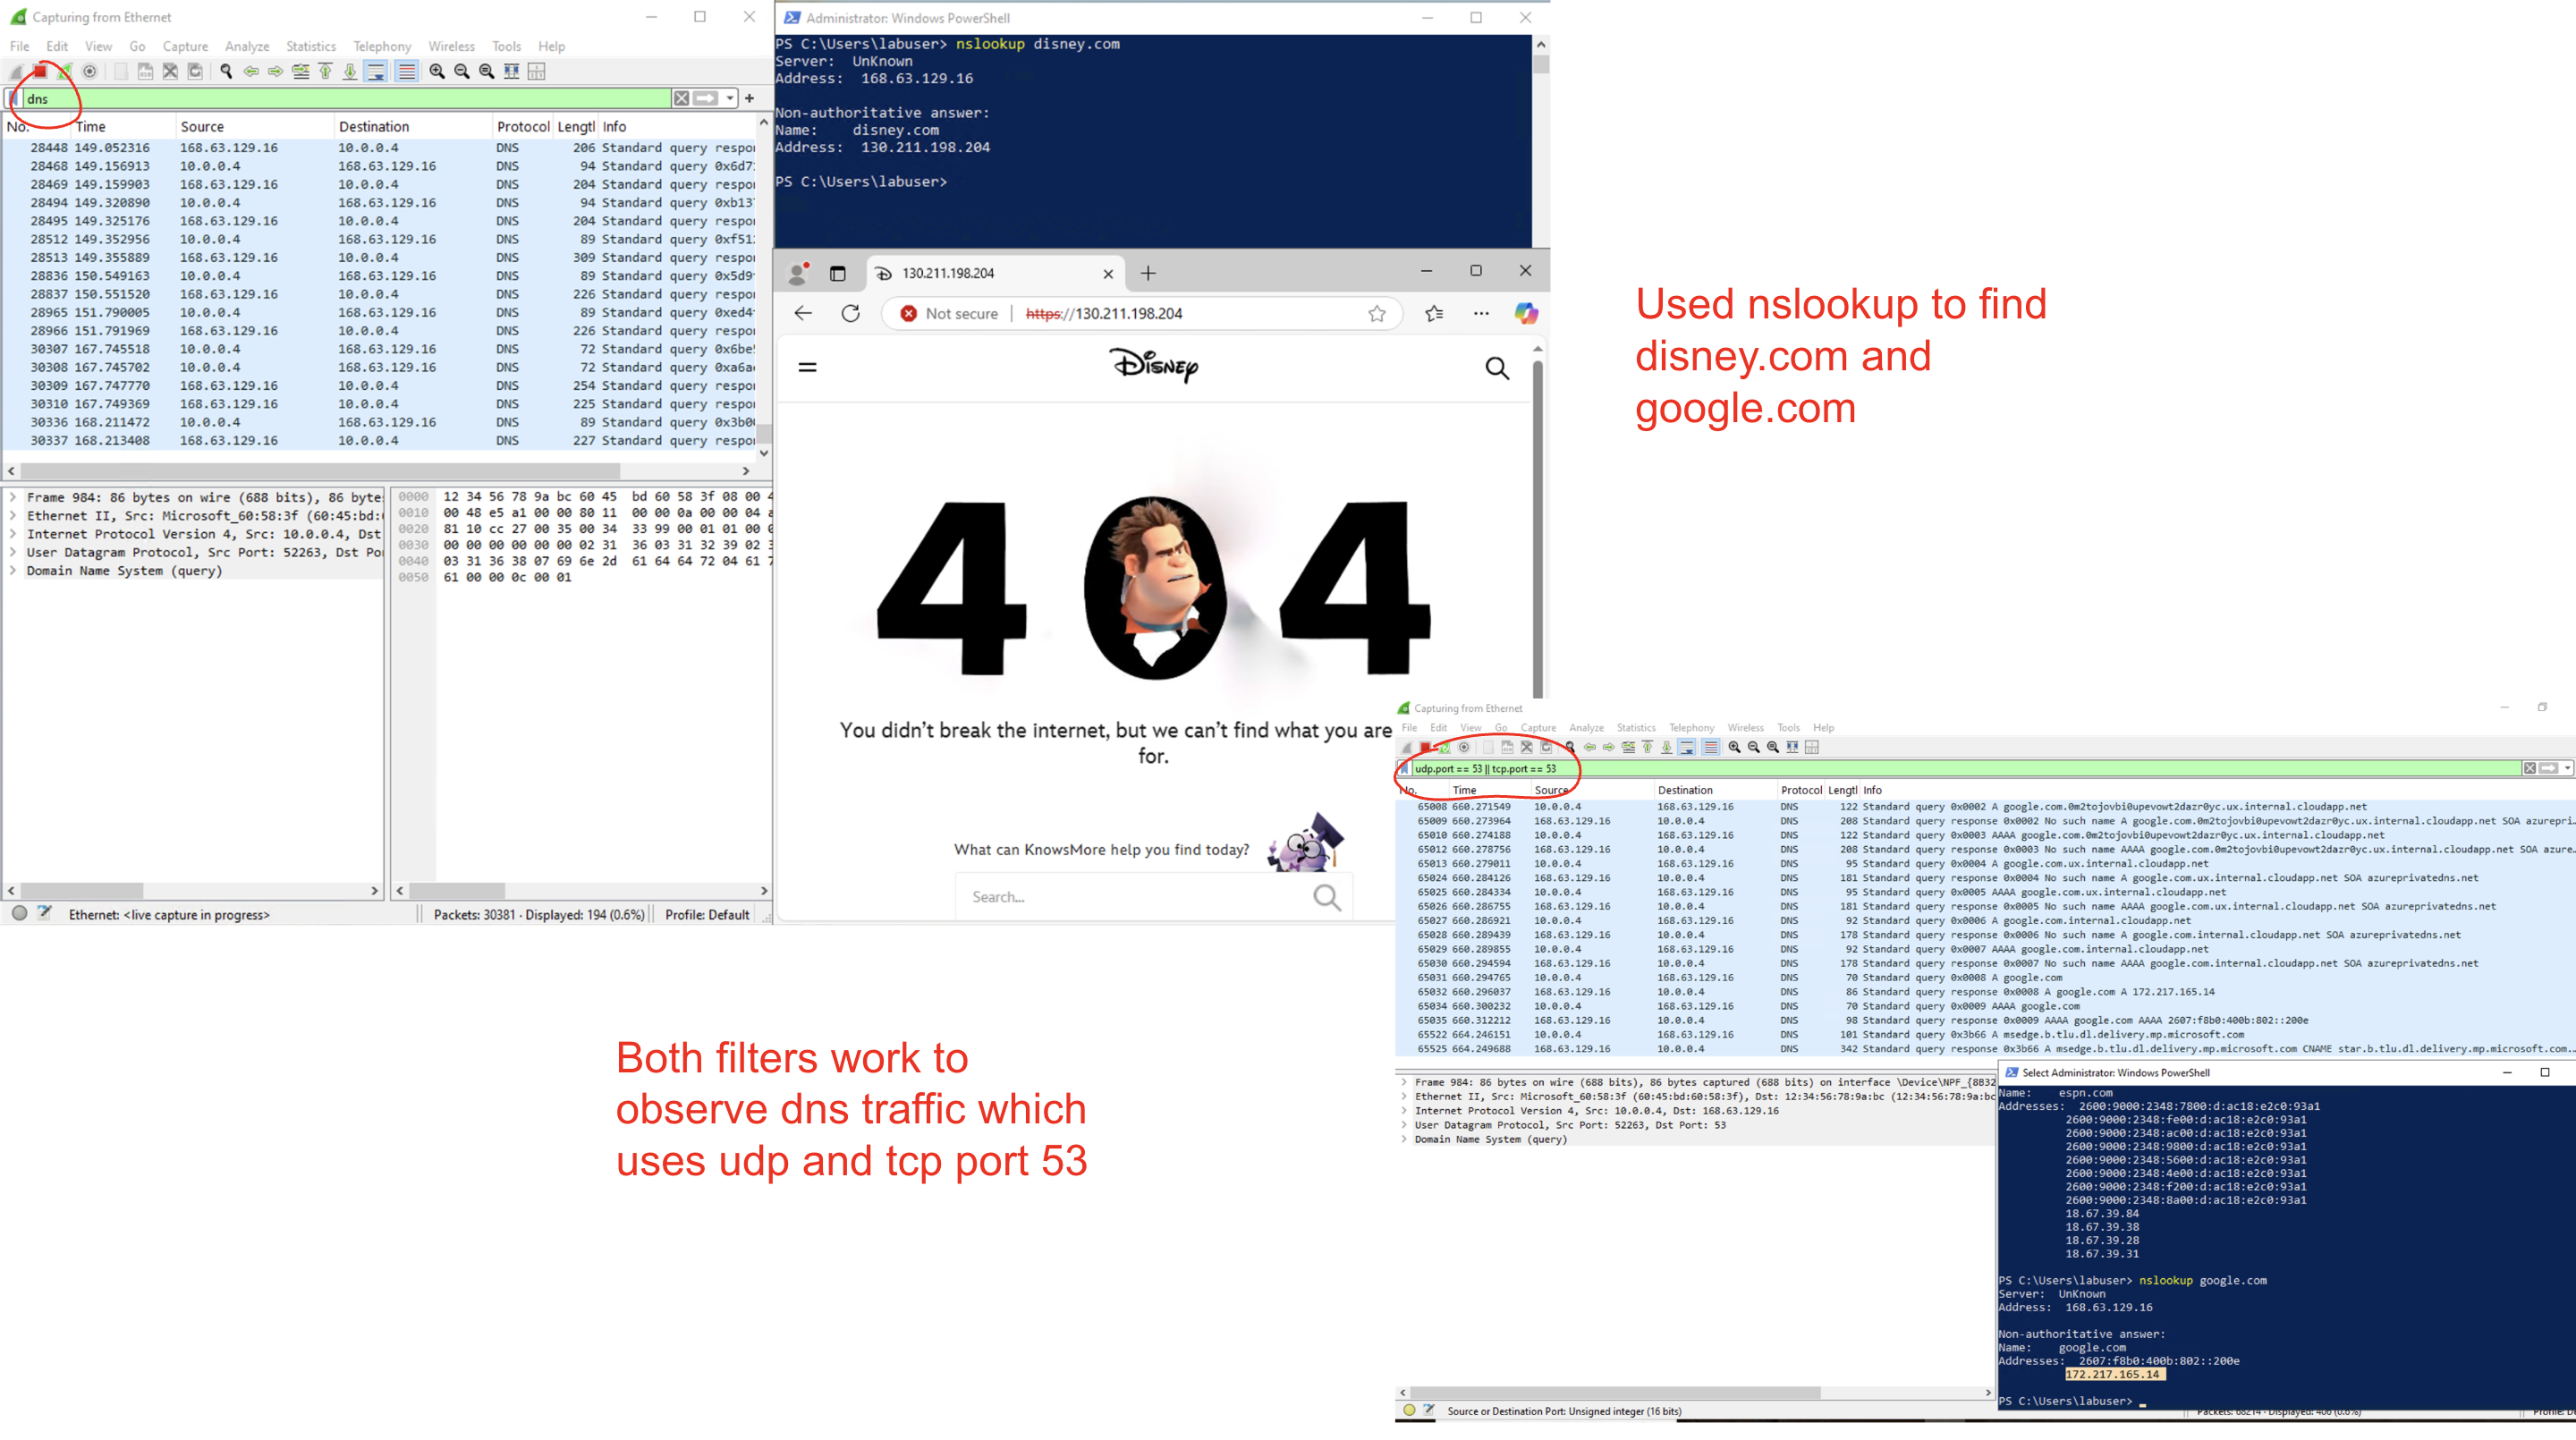 Capturing from Ethernet
File Edit View Go Capture Analyze Statistics Telephony Wireless Tools Help
dns
No. Time Source Destination Protocol Lengtl Info
28448 149.052316 168.63.129.16 10.0.0.4 DNS 206 Standard query respo
28468 149.156913 10.0.0.4 168.63.129.16 DNS 94 Standard query 0x6d7
28469 149.159903 168.63.129.16 10.0.0.4 DNS 204 Standard query respo
28494 149.320890 10.0.0.4 168.63.129.16 DNS 94 Standard query 0xb13
28495 149.325176 168.63.129.16 10.0.0.4 DNS 204 Standard query respo
28512 149.352956 10.0.0.4 168.63.129.16 DNS 89 Standard query 0xf51
28513 149.355889 168.63.129.16 10.0.0.4 DNS 309 Standard query respo
28836 150.549163 10.0.0.4 168.63.129.16 DNS 89 Standard query 0x5d9
28837 150.551520 168.63.129.16 10.0.0.4 DNS 226 Standard query respo
28965 151.790005 10.0.0.4 168.63.129.16 DNS 89 Standard query 0xed4
28966 151.791969 168.63.129.16 10.0.0.4 DNS 226 Standard query respo
30307 167.745518 10.0.0.4 168.63.129.16 DNS 72 Standard query 0x6be
30308 167.745702 10.0.0.4 168.63.129.16 DNS 72 Standard query 0xa6a
30309 167.747770 168.63.129.16 10.0.0.4 DNS 254 Standard query respo
30310 167.749369 168.63.129.16 10.0.0.4 DNS 225 Standard query respo
30336 168.211472 10.0.0.4 168.63.129.16 DNS 89 Standard query 0x3b0
30337 168.213408 168.63.129.16 10.0.0.4 DNS 227 Standard query respo
Frame 984: 86 bytes on wire (688 bits), 86 byte
Ethernet II, Src: Microsoft_60:58:3f (60:45:bd:
Internet Protocol Version 4, Src: 10.0.0.4, Dst
User Datagram Protocol, Src Port: 52263, Dst Po
Domain Name System (query)
0000 12 34 56 78 9a bc 60 45 bd 60 58 3f 08 00 4
0010 00 48 e5 a1 00 00 80 11 00 00 0a 00 00 04 a
0020 81 10 cc 27 00 35 00 34 33 99 00 01 01 00 0
0030 00 00 00 00 00 00 02 31 36 03 31 32 39 02 3
0040 03 31 36 38 07 69 6e 2d 61 64 64 72 04 61 7
0050 61 00 00 0c 00 01
Ethernet: <live capture in progress> Packets: 30381 · Displayed: 194 (0.6%) Profile: Default
Administrator: Windows PowerShell
PS C:\Users\labuser> nslookup disney.com
Server: UnKnown
Address: 168.63.129.16
Non-authoritative answer:
Name: disney.com
Address: 130.211.198.204
PS C:\Users\labuser>
130.211.198.204
Not secure https://130.211.198.204
Disney
404
You didn't break the internet, but we can't find what you are
for.
What can KnowsMore help you find today?
Search...
Used nslookup to find
disney.com and
google.com
Both filters work to
observe dns traffic which
uses udp and tcp port 53
Capturing from Ethernet
File Edit View Go Capture Analyze Statistics Telephony Wireless Tools Help
udp.port == 53 || tcp.port == 53
No. Time Source Destination Protocol Lengtl Info
65008 660.271549 10.0.0.4 168.63.129.16 DNS 122 Standard query 0x0002 A google.com.0m2tojovbi0upevowt2dazr0yc.ux.internal.cloudapp.net
65009 660.273964 168.63.129.16 10.0.0.4 DNS 208 Standard query response 0x0002 No such name A google.com.0m2tojovbi0upevowt2dazr0yc.ux.internal.cloudapp.net SOA azurepri…
65010 660.274188 10.0.0.4 168.63.129.16 DNS 122 Standard query 0x0003 AAAA google.com.0m2tojovbi0upevowt2dazr0yc.ux.internal.cloudapp.net
65012 660.278756 168.63.129.16 10.0.0.4 DNS 208 Standard query response 0x0003 No such name AAAA google.com.0m2tojovbi0upevowt2dazr0yc.ux.internal.cloudapp.net SOA azure…
65013 660.279011 10.0.0.4 168.63.129.16 DNS 95 Standard query 0x0004 A google.com.ux.internal.cloudapp.net
65024 660.284126 168.63.129.16 10.0.0.4 DNS 181 Standard query response 0x0004 No such name A google.com.ux.internal.cloudapp.net SOA azureprivatedns.net
65025 660.284334 10.0.0.4 168.63.129.16 DNS 95 Standard query 0x0005 AAAA google.com.ux.internal.cloudapp.net
65026 660.286755 168.63.129.16 10.0.0.4 DNS 181 Standard query response 0x0005 No such name AAAA google.com.ux.internal.cloudapp.net SOA azureprivatedns.net
65027 660.286921 10.0.0.4 168.63.129.16 DNS 92 Standard query 0x0006 A google.com.internal.cloudapp.net
65028 660.289439 168.63.129.16 10.0.0.4 DNS 178 Standard query response 0x0006 No such name A google.com.internal.cloudapp.net SOA azureprivatedns.net
65029 660.289855 10.0.0.4 168.63.129.16 DNS 92 Standard query 0x0007 AAAA google.com.internal.cloudapp.net
65030 660.294594 168.63.129.16 10.0.0.4 DNS 178 Standard query response 0x0007 No such name AAAA google.com.internal.cloudapp.net SOA azureprivatedns.net
65031 660.294765 10.0.0.4 168.63.129.16 DNS 70 Standard query 0x0008 A google.com
65032 660.296037 168.63.129.16 10.0.0.4 DNS 86 Standard query response 0x0008 A google.com A 172.217.165.14
65034 660.300232 10.0.0.4 168.63.129.16 DNS 70 Standard query 0x0009 AAAA google.com
65035 660.312212 168.63.129.16 10.0.0.4 DNS 98 Standard query response 0x0009 AAAA google.com AAAA 2607:f8b0:400b:802::200e
65522 664.246151 10.0.0.4 168.63.129.16 DNS 101 Standard query 0x3b66 A msedge.b.tlu.dl.delivery.mp.microsoft.com
65525 664.249688 168.63.129.16 10.0.0.4 DNS 342 Standard query response 0x3b66 A msedge.b.tlu.dl.delivery.mp.microsoft.com CNAME star.b.tlu.dl.delivery.mp.microsoft.com…
Frame 984: 86 bytes on wire (688 bits), 86 bytes captured (688 bits) on interface \Device\NPF_{8B32
Ethernet II, Src: Microsoft_60:58:3f (60:45:bd:60:58:3f), Dst: 12:34:56:78:9a:bc (12:34:56:78:9a:bc
Internet Protocol Version 4, Src: 10.0.0.4, Dst: 168.63.129.16
User Datagram Protocol, Src Port: 52263, Dst Port: 53
Domain Name System (query)
Select Administrator: Windows PowerShell
Name: espn.com
Addresses: 2600:9000:2348:7800:d:ac18:e2c0:93a1
2600:9000:2348:fe00:d:ac18:e2c0:93a1
2600:9000:2348:ac00:d:ac18:e2c0:93a1
2600:9000:2348:9800:d:ac18:e2c0:93a1
2600:9000:2348:5600:d:ac18:e2c0:93a1
2600:9000:2348:4e00:d:ac18:e2c0:93a1
2600:9000:2348:f200:d:ac18:e2c0:93a1
2600:9000:2348:8a00:d:ac18:e2c0:93a1
18.67.39.84
18.67.39.38
18.67.39.28
18.67.39.31
PS C:\Users\labuser> nslookup google.com
Server: UnKnown
Address: 168.63.129.16
Non-authoritative answer:
Name: google.com
Addresses: 2607:f8b0:400b:802::200e
172.217.165.14
PS C:\Users\labuser>
Source or Destination Port: Unsigned integer (16 bits)